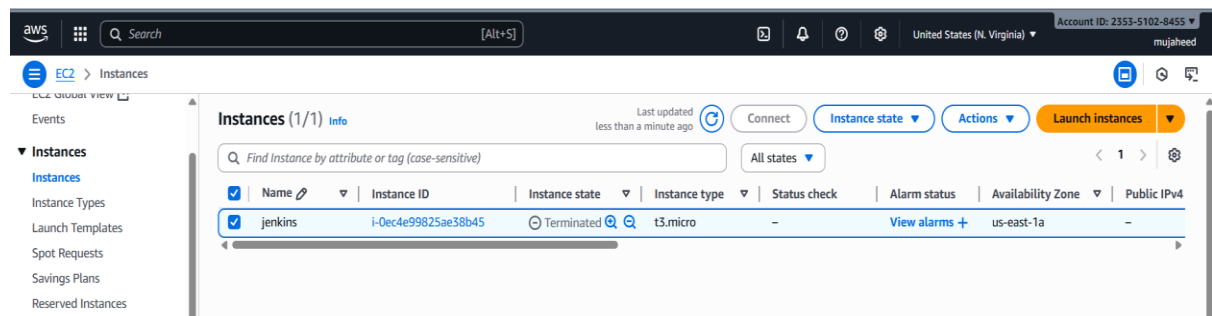 aws Search [Alt+S] United States (N. Virginia) Account ID: 2353-5102-8455
mujaheed
EC2 > Instances
EC2 Global View
Events
Instances
Instances
Instance Types
Launch Templates
Spot Requests
Savings Plans
Reserved Instances
Instances (1/1) Info
Last updated
less than a minute ago
Connect Instance state Actions Launch instances
Find Instance by attribute or tag (case-sensitive) All states 1
Name Instance ID Instance state Instance type Status check Alarm status Availability Zone Public IPv4
jenkins i-0ec4e99825ae38b45 Terminated t3.micro – View alarms + us-east-1a –